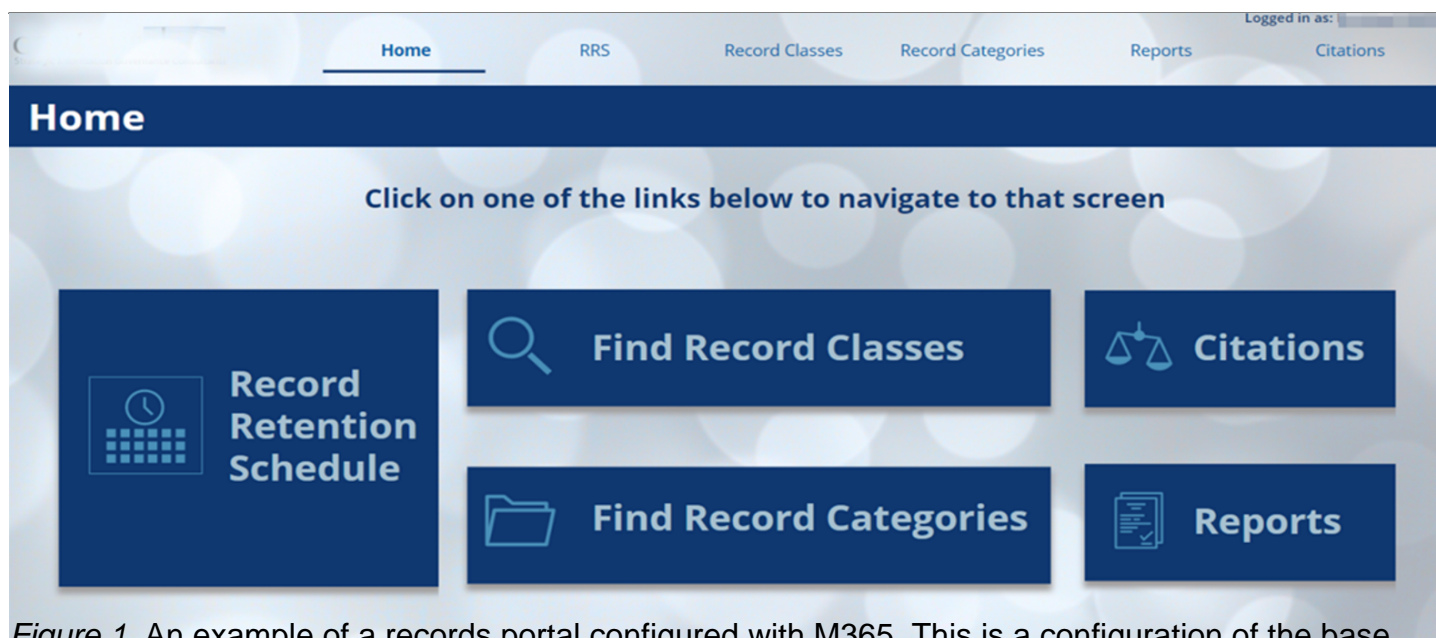 Logged in as:
Home RRS Record Classes Record Categories Reports Citations
Home
Click on one of the links below to navigate to that screen
Record
Retention
Schedule
Find Record Classes
Citations
Find Record Categories
Reports
Figure 1. An example of a records portal configured with M365. This is a configuration of the base